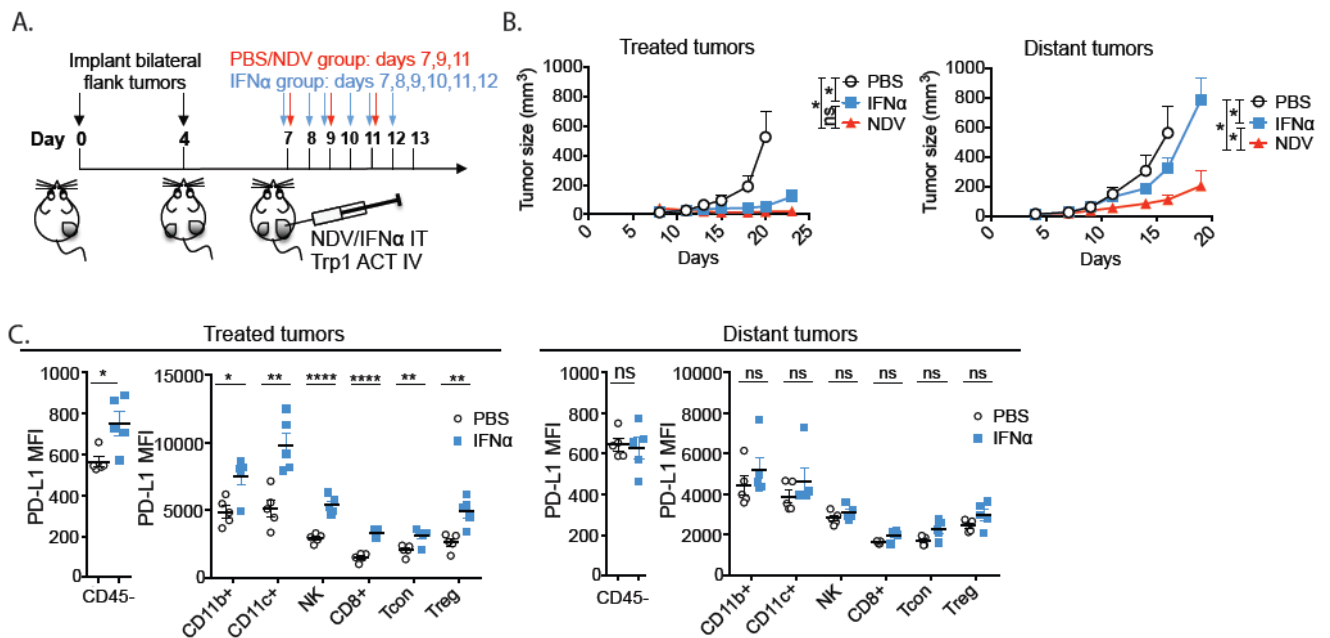 A.
Implant bilateral
flank tumors
PBS/NDV group: days 7,9,11
IFNα group: days 7,8,9,10,11,12
Day 0 4 7 8 9 10 11 12 13
NDV/IFNα IT
Trp1 ACT IV
B.
Treated tumors
Tumor size (mm3)
1000
800
600
400
200
0
0 5 10 15 20 25
Days
PBS
IFNα
NDV
*
*
ns
Distant tumors
Tumor size (mm3)
1000
800
600
400
200
0
0 5 10 15 20
Days
PBS
IFNα
NDV
*
*
*
C.
Treated tumors
PD-L1 MFI
1000
800
600
400
200
0
*
CD45-
PD-L1 MFI
15000
10000
5000
0
* ** **** **** ** **
PBS
IFNα
CD11b+ CD11c+ NK CD8+ Tcon Treg
Distant tumors
PD-L1 MFI
1000
800
600
400
200
0
ns
CD45-
PD-L1 MFI
10000
8000
6000
4000
2000
0
ns ns ns ns ns ns
PBS
IFNα
CD11b+ CD11c+ NK CD8+ Tcon Treg